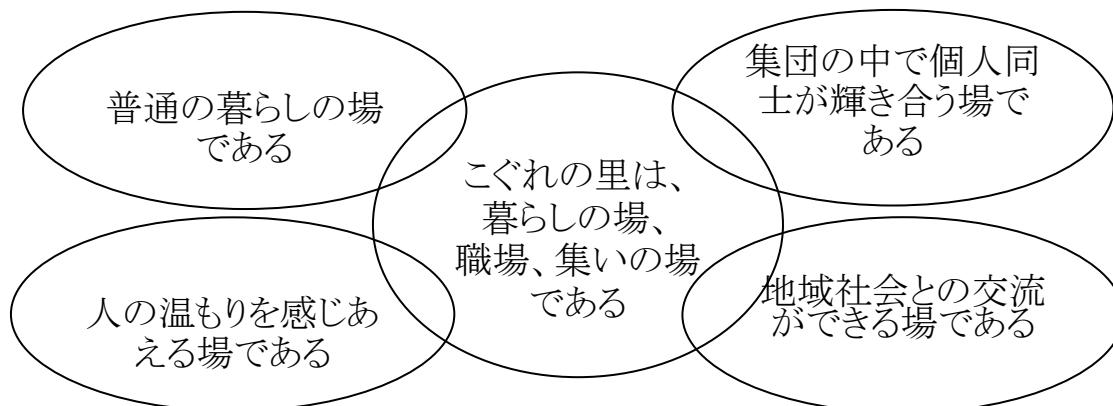 普通の暮らしの場
である
集団の中で個人同
士が輝き合う場で
ある
こぐれの里は、
暮らしの場、
職場、集いの場
である
人の温もりを感じあ
える場である
地域社会との交流
ができる場である